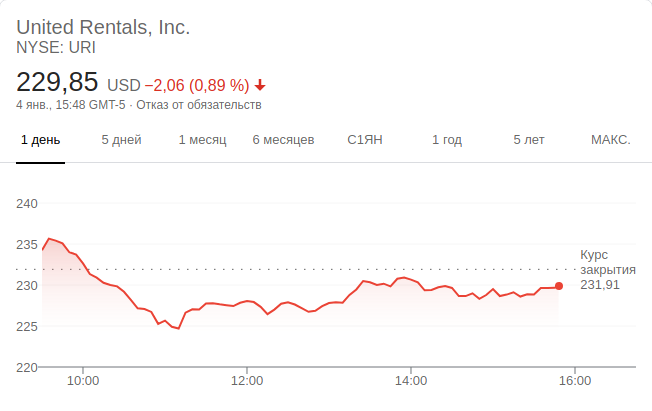 United Rentals, Inc.
NYSE: URI
229,85 USD −2,06 (0,89 %)
4 янв., 15:48 GMT-5 · Отказ от обязательств
1 день 5 дней 1 месяц 6 месяцев С1ЯН 1 год 5 лет МАКС.
240
235
Курс
закрытия
231,91
230
225
220
10:00 12:00 14:00 16:00